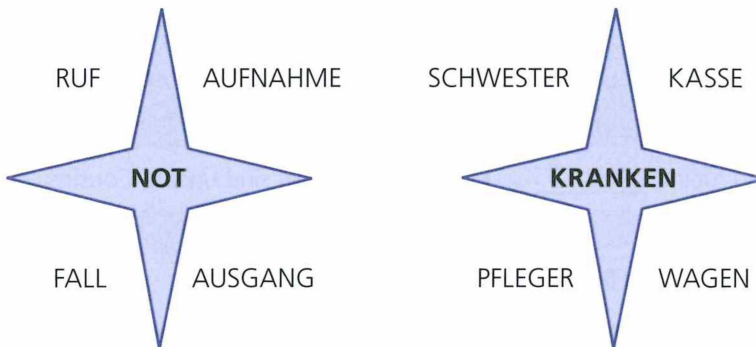 RUF AUFNAHME
NOT
FALL AUSGANG
SCHWESTER KASSE
KRANKEN
PFLEGER WAGEN